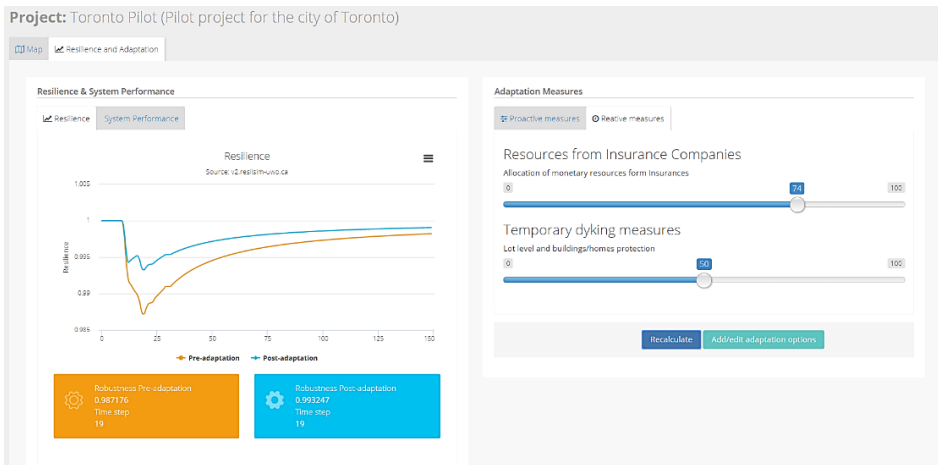 Project: Toronto Pilot (Pilot project for the city of Toronto)
Map
Resilience and Adaptation
Resilience & System Performance
Resilience
System Performance
Resilience
Source: v2.resilsim-uwo.ca
1.005
1
0.995
0.99
0.985
Resilience
0
25
50
75
100
125
150
Pre-adaptation
Post-adaptation
Robustness Pre-adaptation
0.987176
Time step
19
Robustness Post-adaptation
0.993247
Time step
19
Adaptation Measures
Proactive measures
Reative measures
Resources from Insurance Companies
Allocation of monetary resources form Insurances
0
74
100
Temporary dyking measures
Lot level and buildings/homes protection
0
50
100
Recalculate
Add/edit adaptation options